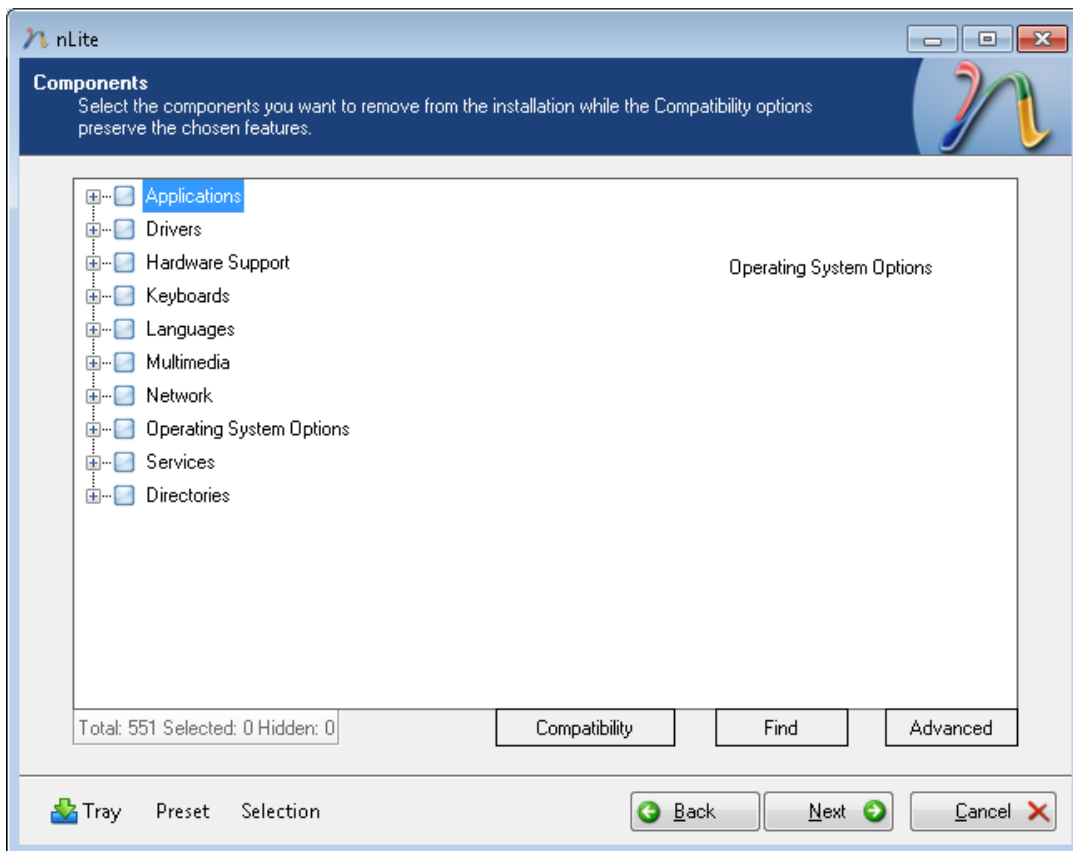 nLite
Components
Select the components you want to remove from the installation while the Compatibility options
preserve the chosen features.
Applications
Drivers
Hardware Support
Operating System Options
Keyboards
Languages
Multimedia
Network
Operating System Options
Services
Directories
Total: 551 Selected: 0 Hidden: 0
Compatibility
Find
Advanced
Tray
Preset
Selection
Back
Next
Cancel